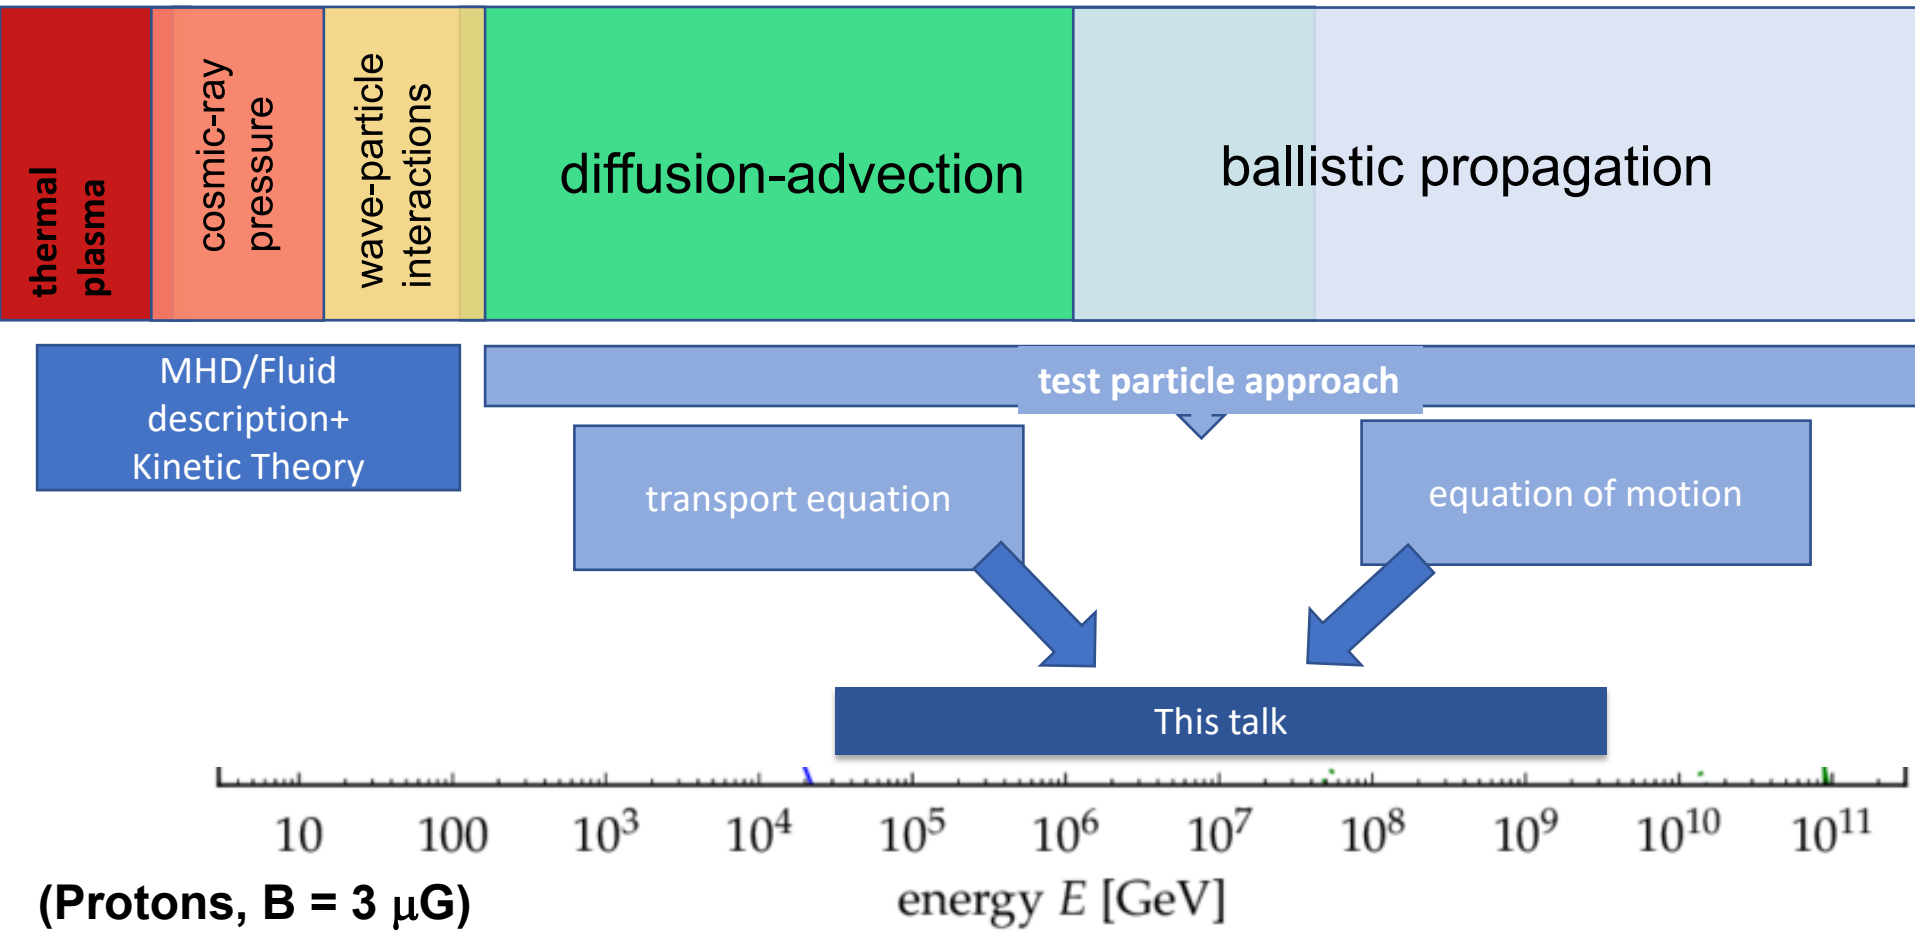 thermal
plasma
cosmic-ray
pressure
wave-particle
interactions
diffusion-advection
ballistic propagation
MHD/Fluid
description+
Kinetic Theory
test particle approach
transport equation
equation of motion
This talk
10 100 10³ 10⁴ 10⁵ 10⁶ 10⁷ 10⁸ 10⁹ 10¹⁰ 10¹¹
energy E [GeV]
(Protons, B = 3 μG)